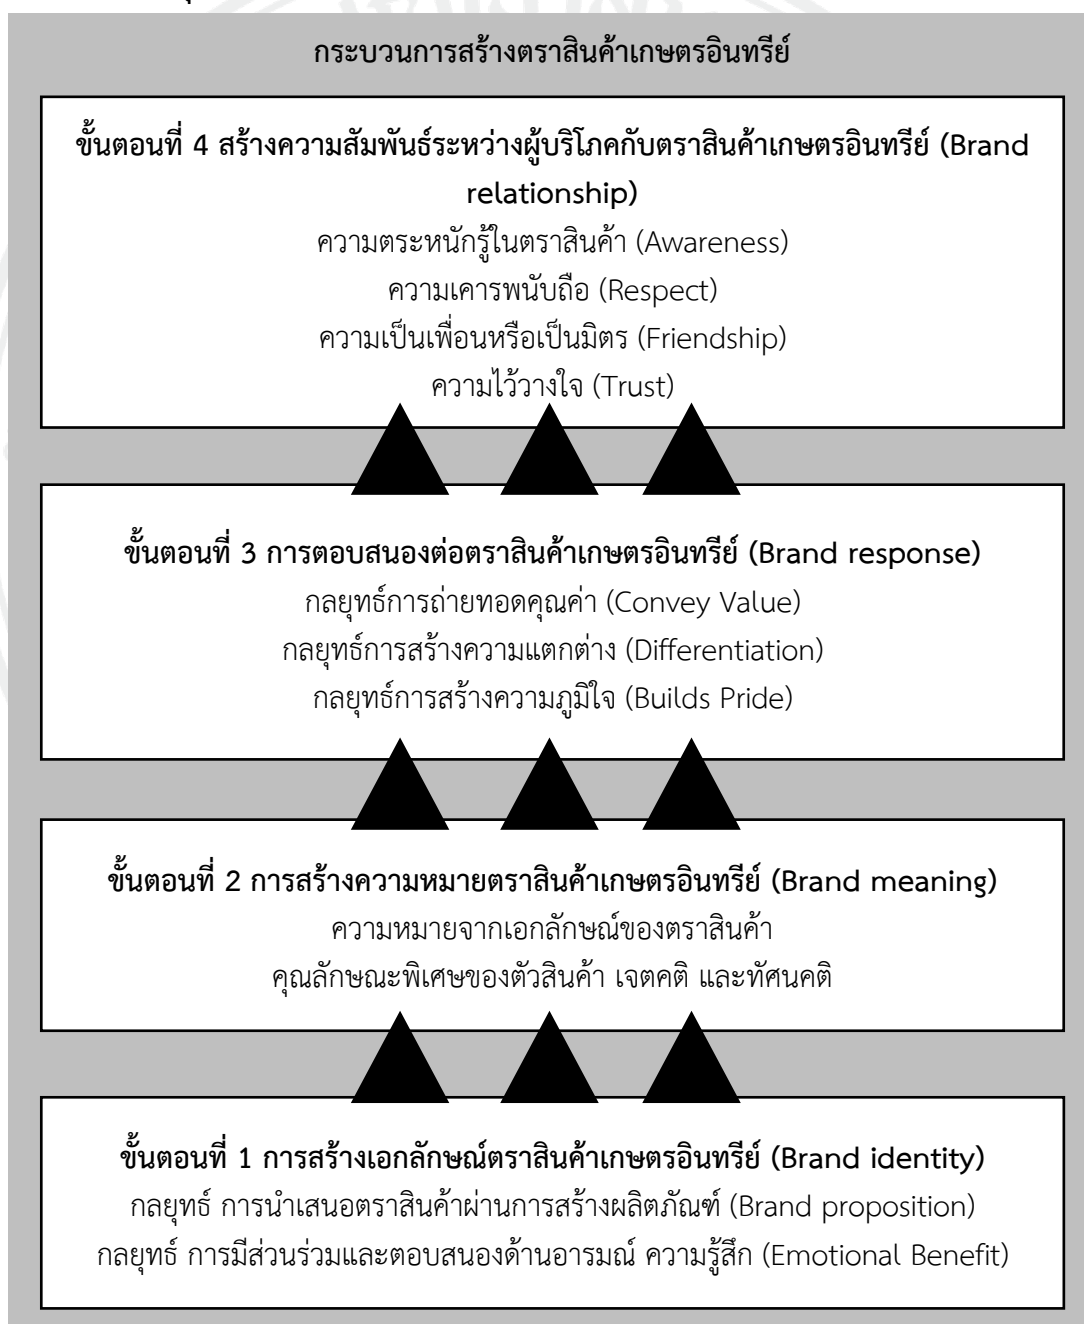 กระบวนการสร้างตราสินค้าเกษตรอินทรีย์
ขั้นตอนที่ 4 สร้างความสัมพันธ์ระหว่างผู้บริโภคกับตราสินค้าเกษตรอินทรีย์ (Brand
relationship)
ความตระหนักรู้ในตราสินค้า (Awareness)
ความเคารพนับถือ (Respect)
ความเป็นเพื่อนหรือเป็นมิตร (Friendship)
ความไว้วางใจ (Trust)
ขั้นตอนที่ 3 การตอบสนองต่อตราสินค้าเกษตรอินทรีย์ (Brand response)
กลยุทธ์การถ่ายทอดคุณค่า (Convey Value)
กลยุทธ์การสร้างความแตกต่าง (Differentiation)
กลยุทธ์การสร้างความภูมิใจ (Builds Pride)
ขั้นตอนที่ 2 การสร้างความหมายตราสินค้าเกษตรอินทรีย์ (Brand meaning)
ความหมายจากเอกลักษณ์ของตราสินค้า
คุณลักษณะพิเศษของตัวสินค้า เจตคติ และทัศนคติ
ขั้นตอนที่ 1 การสร้างเอกลักษณ์ตราสินค้าเกษตรอินทรีย์ (Brand identity)
กลยุทธ์ การนำเสนอตราสินค้าผ่านการสร้างผลิตภัณฑ์ (Brand proposition)
กลยุทธ์ การมีส่วนร่วมและตอบสนองด้านอารมณ์ ความรู้สึก (Emotional Benefit)